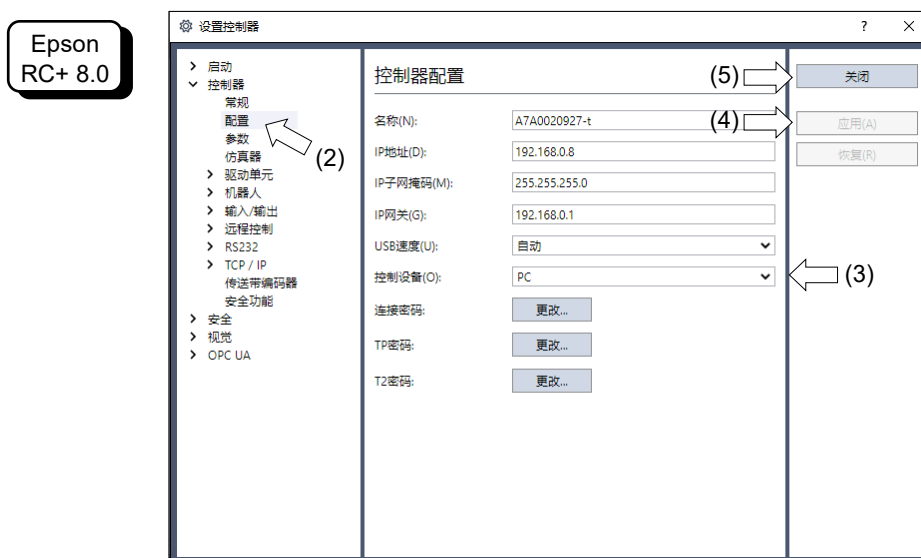 Epson
RC+ 8.0
设置控制器
?
启动
控制器
常规
配置
参数
仿真器
驱动单元
机器人
输入/输出
远程控制
RS232
TCP / IP
传送带编码器
安全功能
安全
视觉
OPC UA
(2)
控制器配置
名称(N):
A7A0020927-t
IP地址(D):
192.168.0.8
IP子网掩码(M):
255.255.255.0
IP网关(G):
192.168.0.1
USB速度(U):
自动
控制设备(O):
PC
(3)
连接密码:
更改...
TP密码:
更改...
T2密码:
更改...
(5)
关闭
(4)
应用(A)
恢复(R)